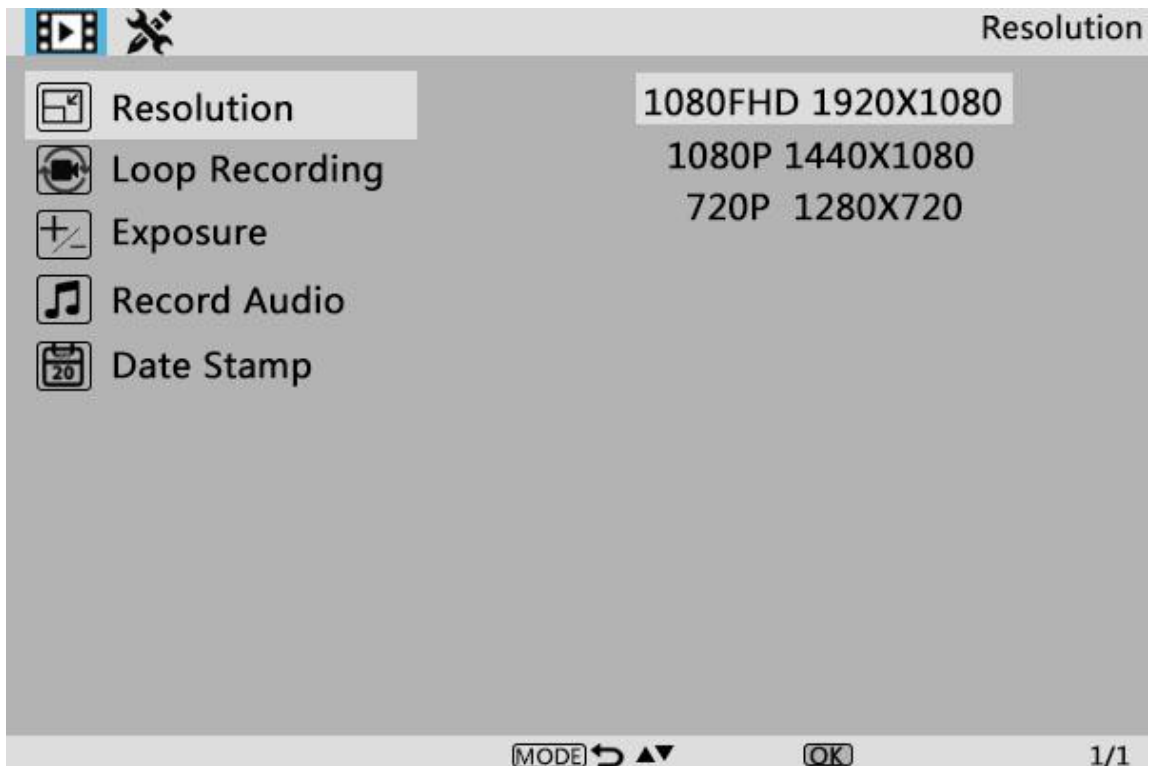 Resolution
Resolution
Loop Recording
Exposure
Record Audio
20
Date Stamp
1080FHD 1920X1080
1080P 1440X1080
720P 1280X720
MODE OK 1/1